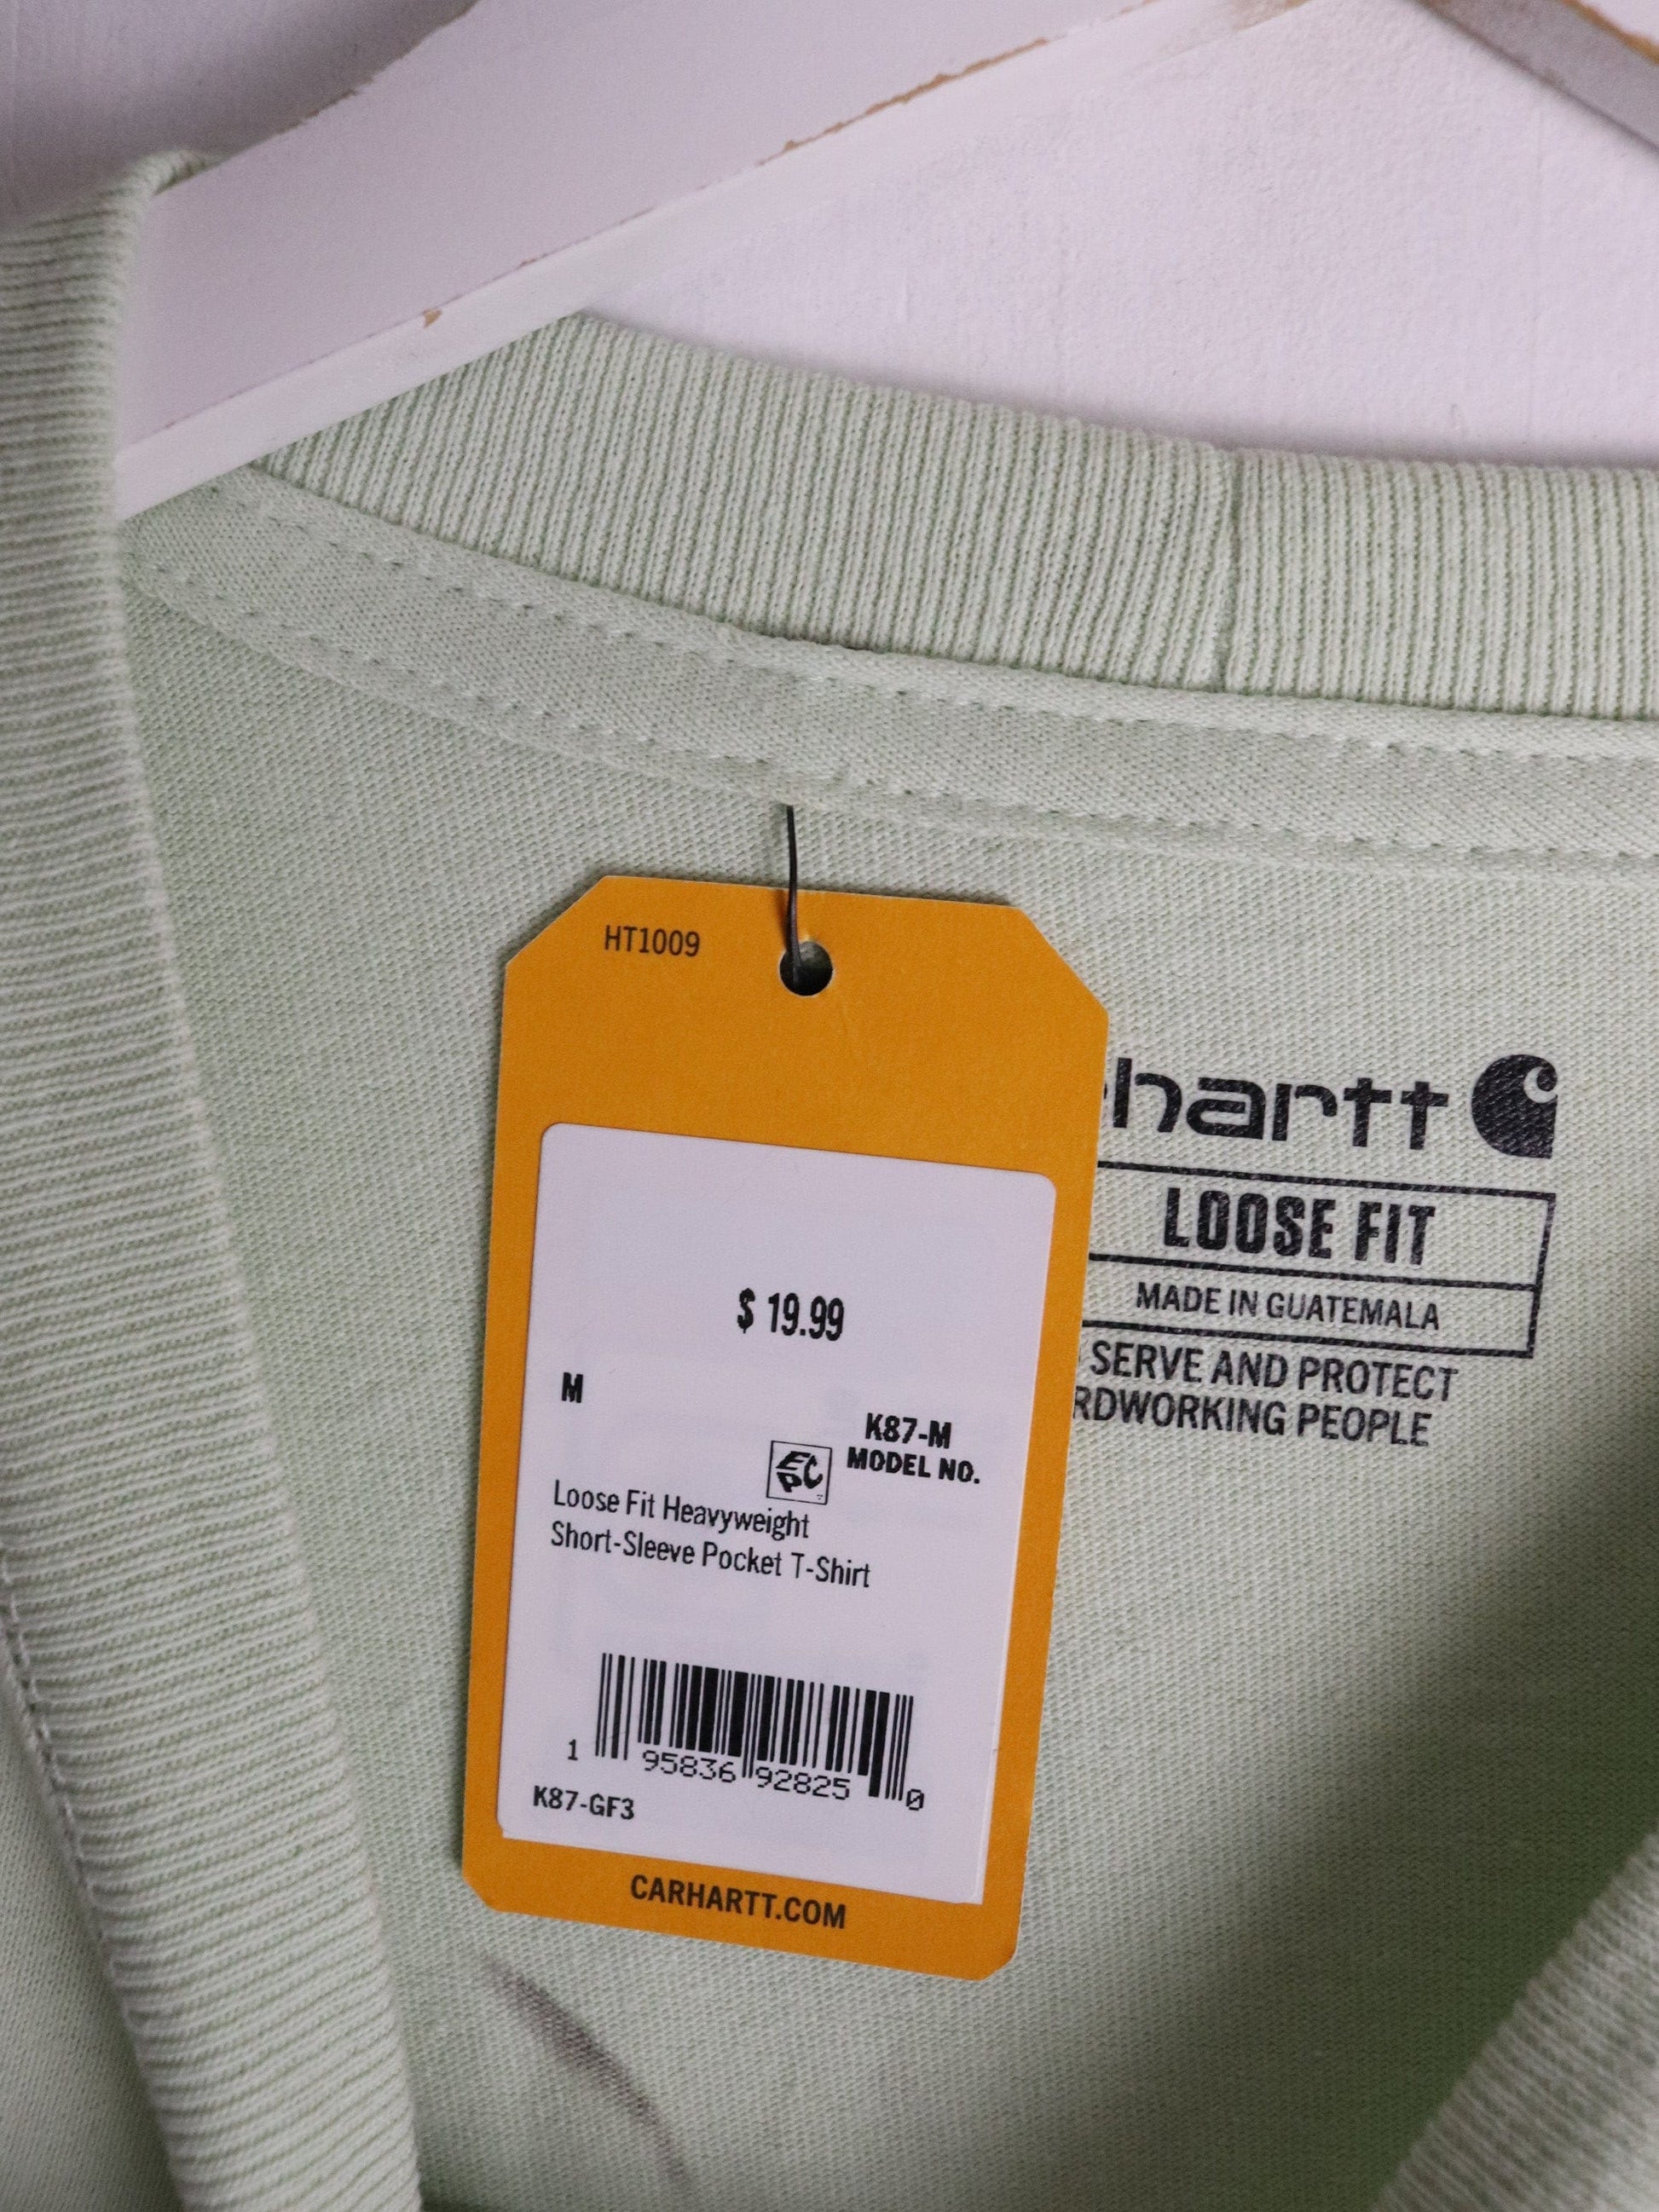 HT1009
hartt
LOOSE FIT
MADE IN GUATEMALA
SERVE AND PROTECT
RDWORKING PEOPLE
$ 19.99
M
K87-M
MODEL NO.
EPC
Loose Fit Heavyweight
Short-Sleeve Pocket T-Shirt
1 95836 92825 0
K87-GF3
CARHARTT.COM